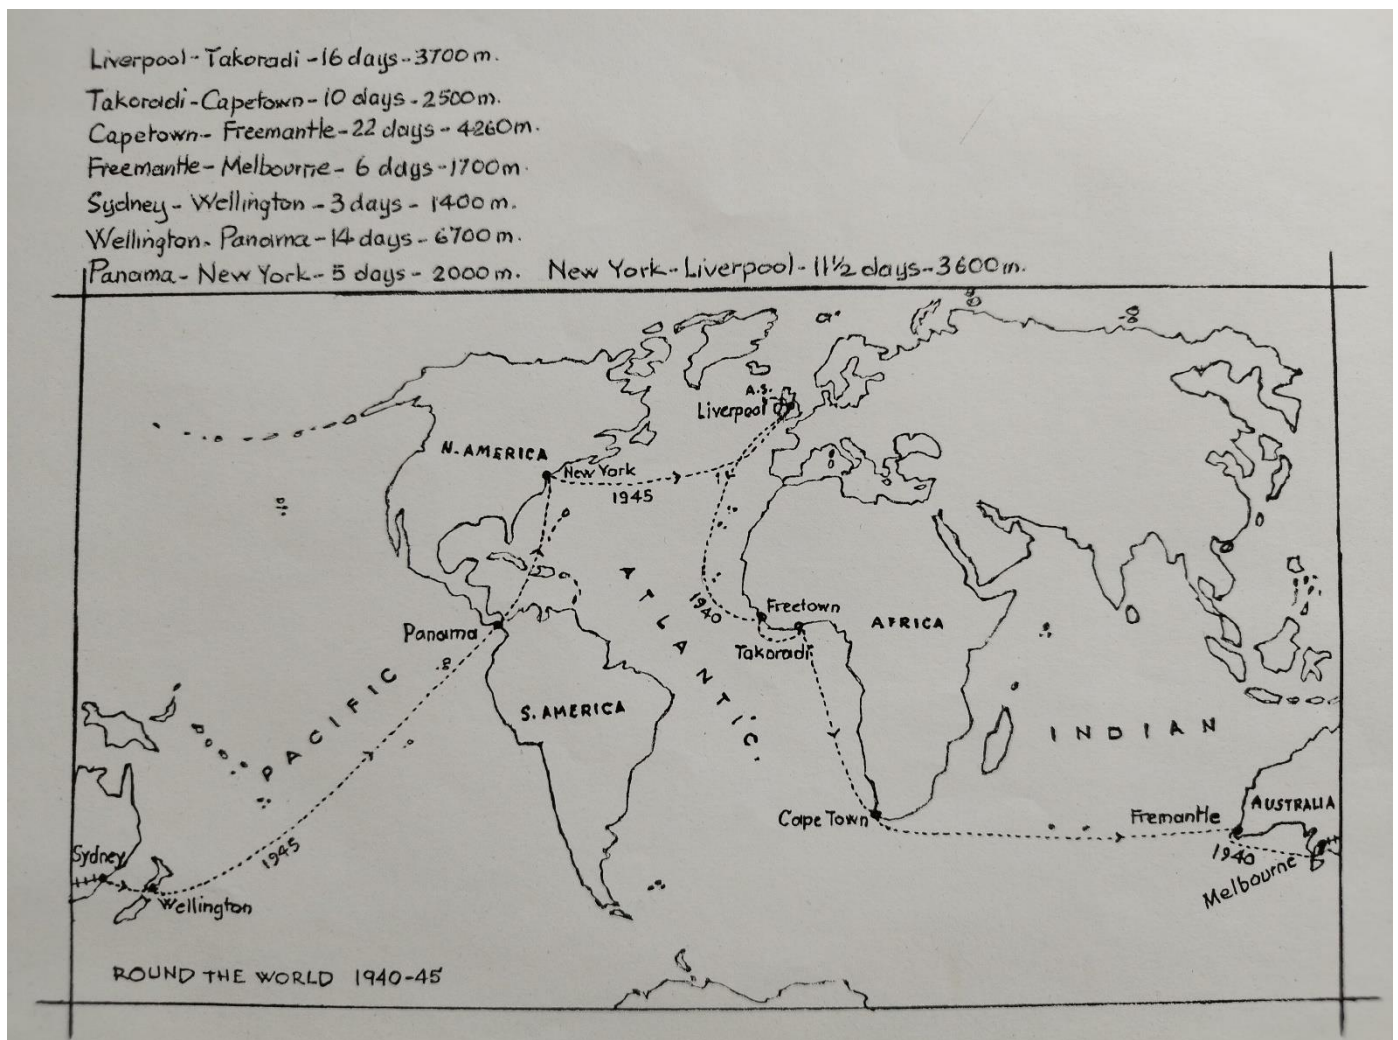 Liverpool - Takoradi - 16 days - 3700 m.
Takoradi - Capetown - 10 days - 2500 m.
Capetown - Freemantle - 22 days - 4260 m.
Freemantle - Melbourne - 6 days - 1700 m.
Sydney - Wellington - 3 days - 1400 m.
Wellington - Panama - 14 days - 6700 m.
Panama - New York - 5 days - 2000 m. New York - Liverpool - 11½ days - 3600 m.
A.S.
Liverpool
N. AMERICA
New York
1945
ATLANTIC
1940
Freetown
AFRICA
Panama
Takoradi
PACIFIC
S. AMERICA
INDIAN
Cape Town
Fremantle
AUSTRALIA
Sydney
1945
1940
Melbourne
Wellington
ROUND THE WORLD 1940-45